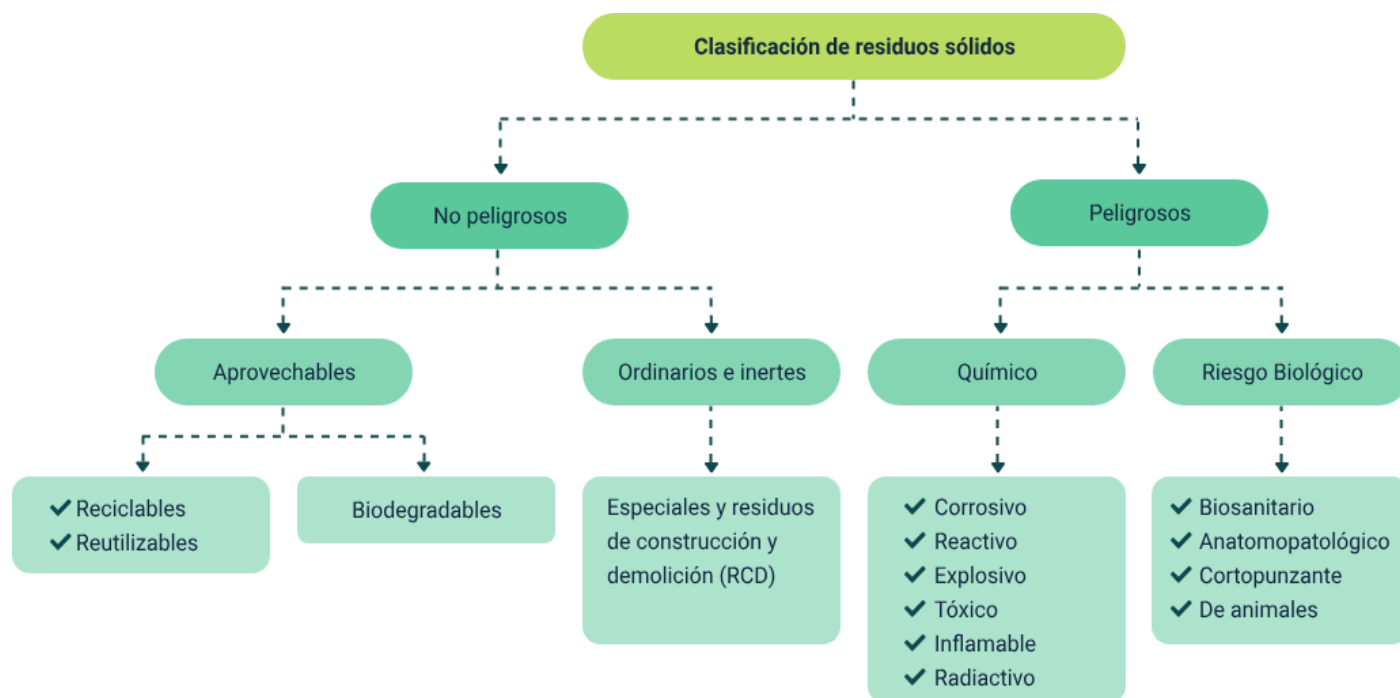 Clasificación de residuos sólidos
No peligrosos
Peligrosos
Aprovechables
Ordinarios e inertes
Químico
Riesgo Biológico
Reciclables
Reutilizables
Biodegradables
Especiales y residuos
de construcción y
demolición (RCD)
Corrosivo
Reactivo
Explosivo
Tóxico
Inflamable
Radiactivo
Biosanitario
Anatomopatológico
Cortopunzante
De animales